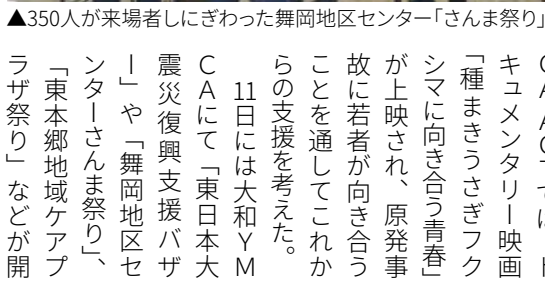 ▲350人が来場者しにぎわった舞岡地区センター「さんま祭り」
キュメンタリー映画
「種まきうさぎフク
シマに向き合う青春」
が上映され、原発事
故に若者が向き合う
ことを通してこれか
らの支援を考えた。
11日には大和YM
CAにて「東日本大
震災復興支援バザ
ー」や「舞岡地区セ
ンターさんま祭り」、
「東本郷地域ケアプ
ラザ祭り」などが開